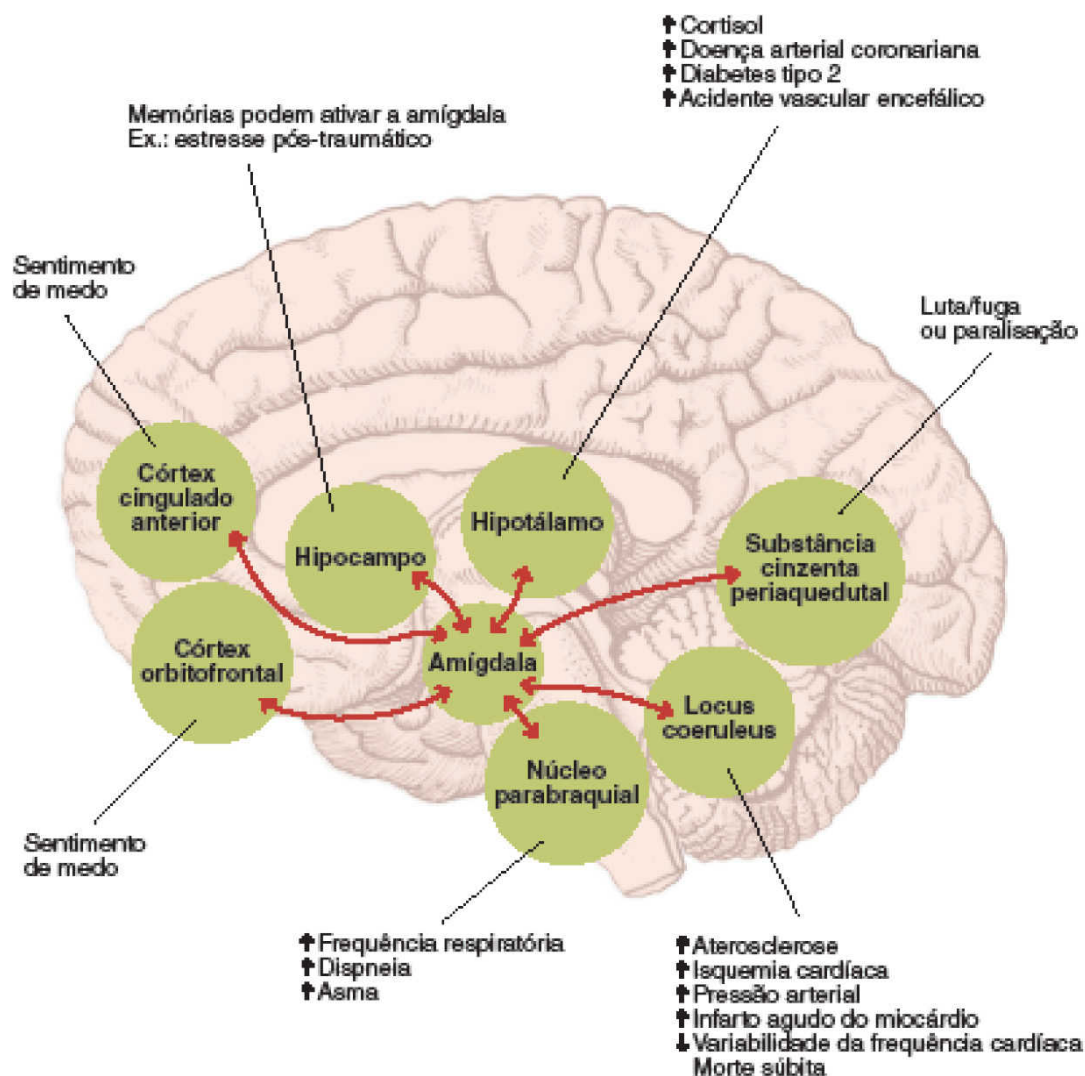 ↑ Cortisol
↑ Doença arterial coronariana
↑ Diabetes tipo 2
↑ Acidente vascular encefálico
Memórias podem ativar a amígdala
Ex.: estresse pós-traumático
Sentimento
de medo
Luta/fuga
ou paralisação
Córtex
cingulado
anterior
Hipocampo
Hipotálamo
Substância
cinzenta
periaquedutal
Córtex
orbitofrontal
Amígdala
Locus
coeruleus
Núcleo
parabraquial
Sentimento
de medo
↑ Frequência respiratória
↑ Dispneia
↑ Asma
↑ Aterosclerose
↑ Isquemia cardíaca
↑ Pressão arterial
↑ Infarto agudo do miocárdio
↓ Variabilidade da frequência cardíaca
Morte súbita